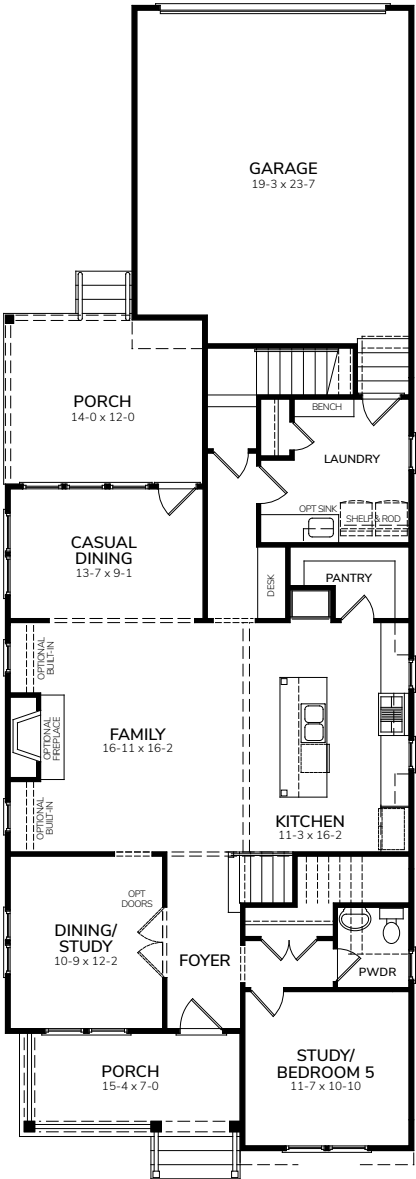 GARAGE
19-3 x 23-7
PORCH
14-0 x 12-0
BENCH
LAUNDRY
OPT SINK
SHELF & ROD
CASUAL
DINING
13-7 x 9-1
DESK
PANTRY
OPTIONAL
BUILT-IN
FAMILY
16-11 x 16-2
OPTIONAL
FIREPLACE
OPTIONAL
BUILT-IN
KITCHEN
11-3 x 16-2
OPT
DOORS
DINING/
STUDY
10-9 x 12-2
FOYER
PWDR
PORCH
15-4 x 7-0
STUDY/
BEDROOM 5
11-7 x 10-10